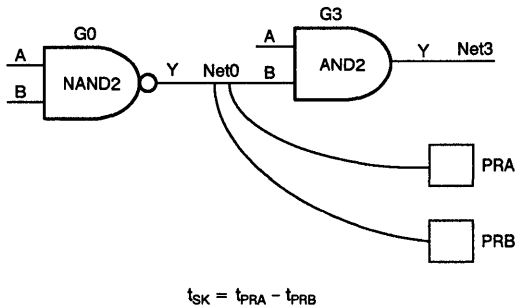 G0
A
B
NAND2
Y
Net0
G3
A
B
AND2
Y
Net3
PRA
PRB
tSK = tPRA – tPRB